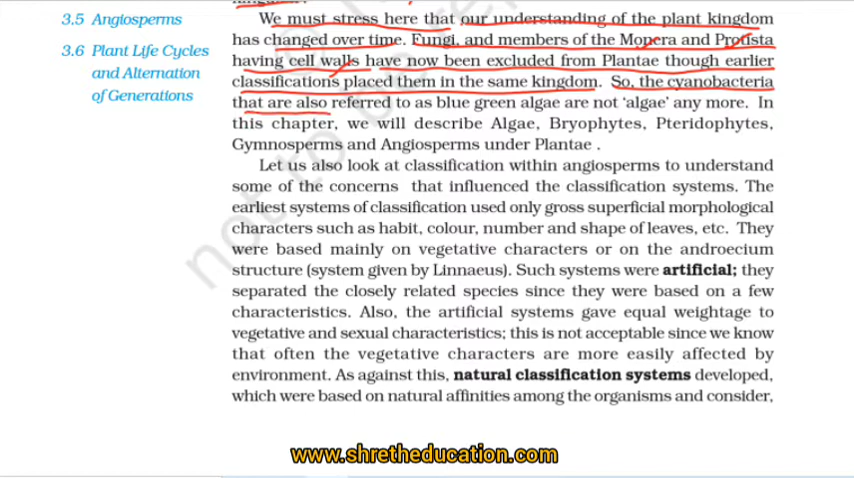 3.5 Angiosperms
3.6 Plant Life Cycles
and Alternation
of Generations
We must stress here that our understanding of the plant kingdom
has changed over time. Fungi, and members of the Monera and Protista
having cell walls have now been excluded from Plantae though earlier
classifications placed them in the same kingdom. So, the cyanobacteria
that are also referred to as blue green algae are not ‘algae’ any more. In
this chapter, we will describe Algae, Bryophytes, Pteridophytes,
Gymnosperms and Angiosperms under Plantae .
Let us also look at classification within angiosperms to understand
some of the concerns that influenced the classification systems. The
earliest systems of classification used only gross superficial morphological
characters such as habit, colour, number and shape of leaves, etc. They
were based mainly on vegetative characters or on the androecium
structure (system given by Linnaeus). Such systems were artificial; they
separated the closely related species since they were based on a few
characteristics. Also, the artificial systems gave equal weightage to
vegetative and sexual characteristics; this is not acceptable since we know
that often the vegetative characters are more easily affected by
environment. As against this, natural classification systems developed,
which were based on natural affinities among the organisms and consider,
not to be
www.shretheducation.com